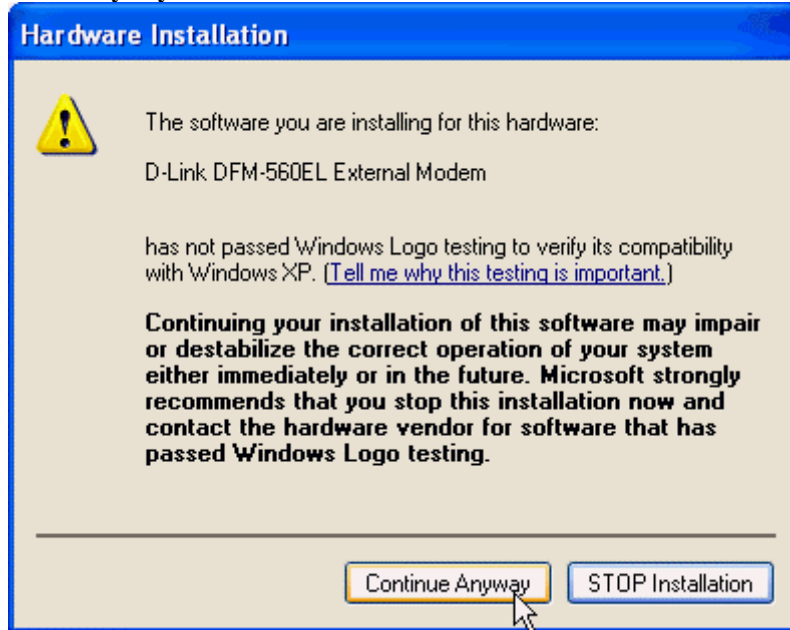 Hardware Installation
The software you are installing for this hardware:
D-Link DFM-560EL External Modem
has not passed Windows Logo testing to verify its compatibility
with Windows XP. (Tell me why this testing is important.)
Continuing your installation of this software may impair
or destabilize the correct operation of your system
either immediately or in the future. Microsoft strongly
recommends that you stop this installation now and
contact the hardware vendor for software that has
passed Windows Logo testing.
Continue Anyway
STOP Installation